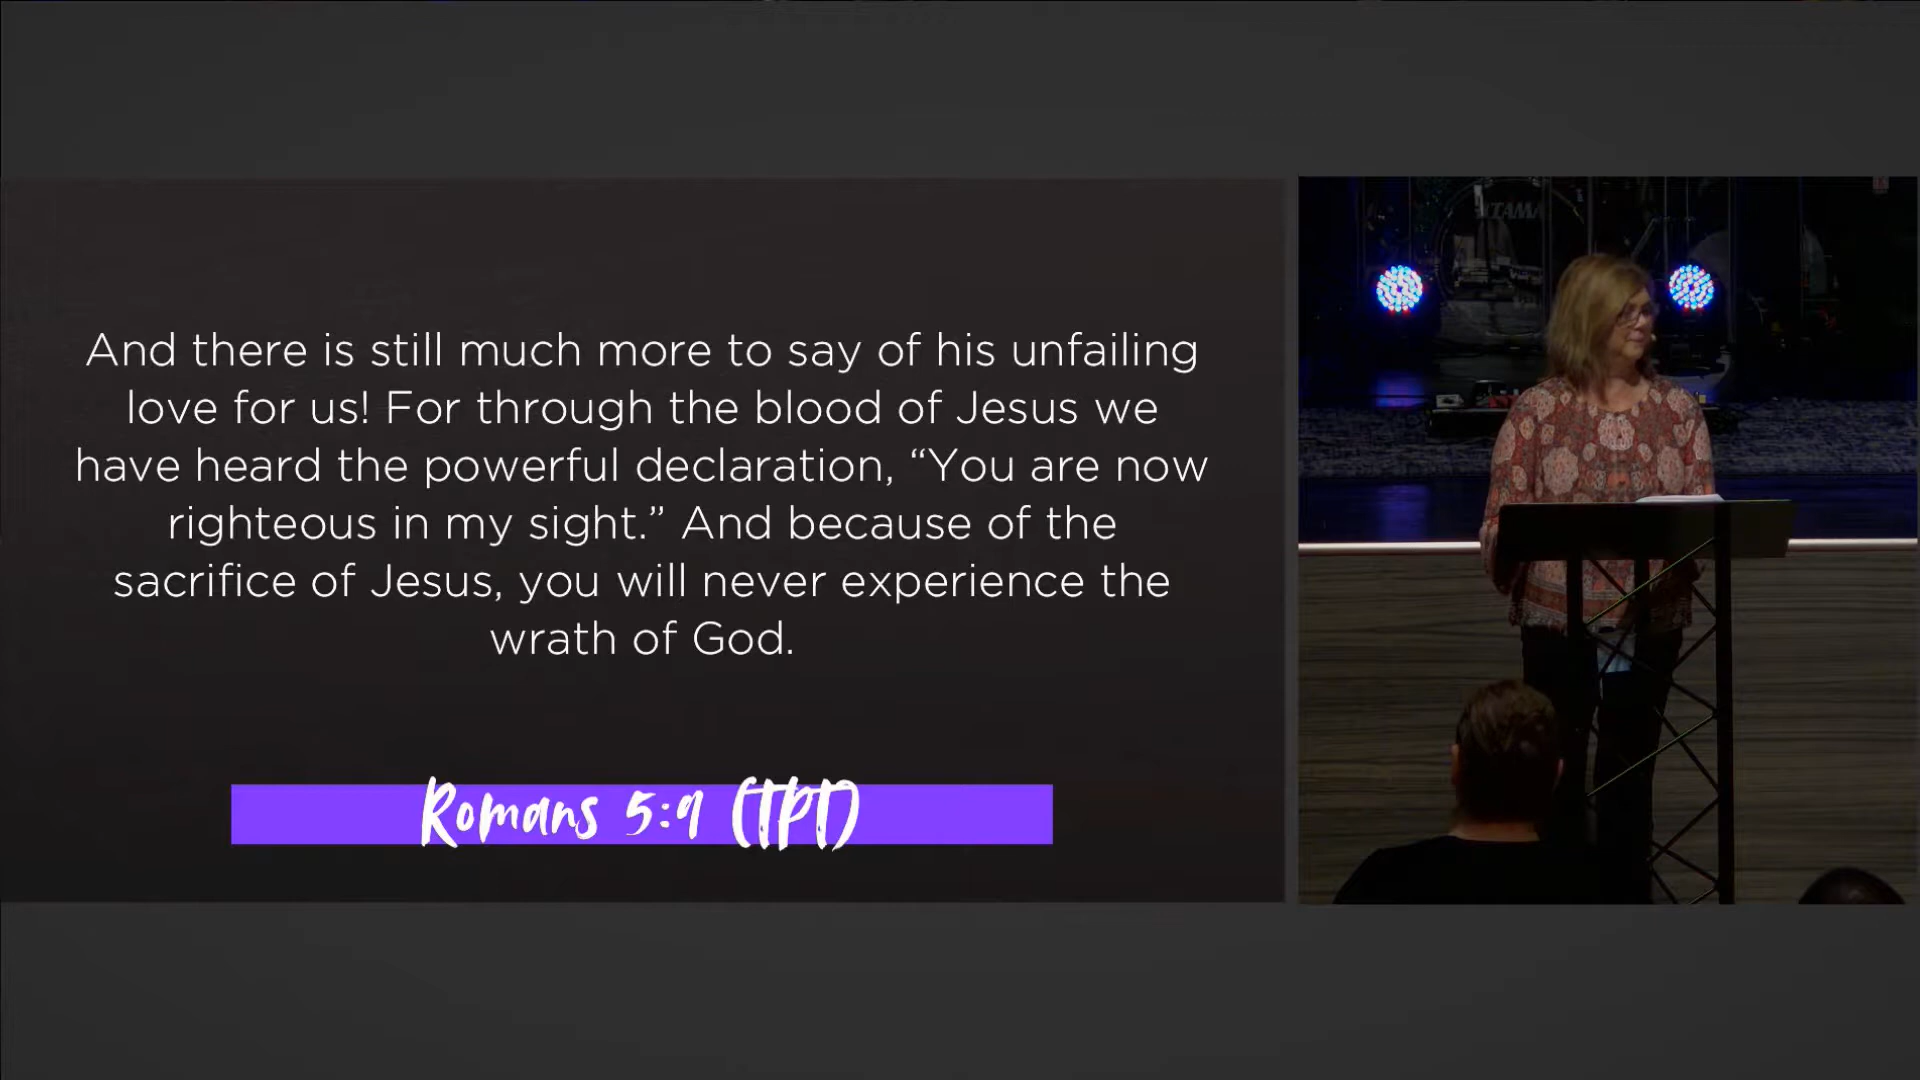 And there is still much more to say of his unfailing
love for us! For through the blood of Jesus we
have heard the powerful declaration, “You are now
righteous in my sight.” And because of the
sacrifice of Jesus, you will never experience the
wrath of God.
Romans 5:9 (TPT)
TAMA